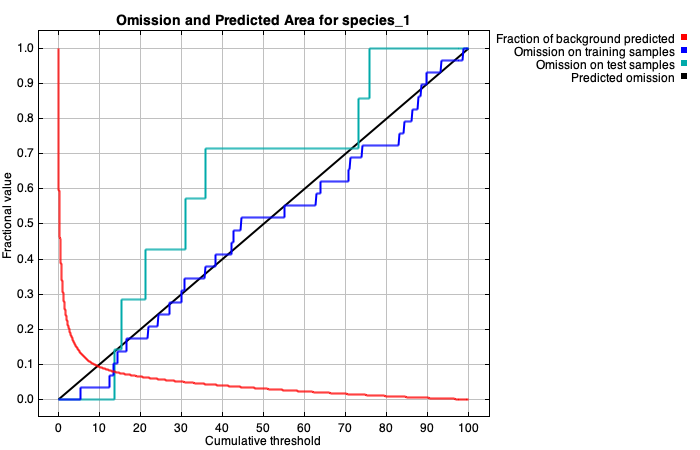 Omission and Predicted Area for species_1
Fraction of background predicted
Omission on training samples
Omission on test samples
Predicted omission
Fractional value
1.0
0.9
0.8
0.7
0.6
0.5
0.4
0.3
0.2
0.1
0.0
0 10 20 30 40 50 60 70 80 90 100
Cumulative threshold